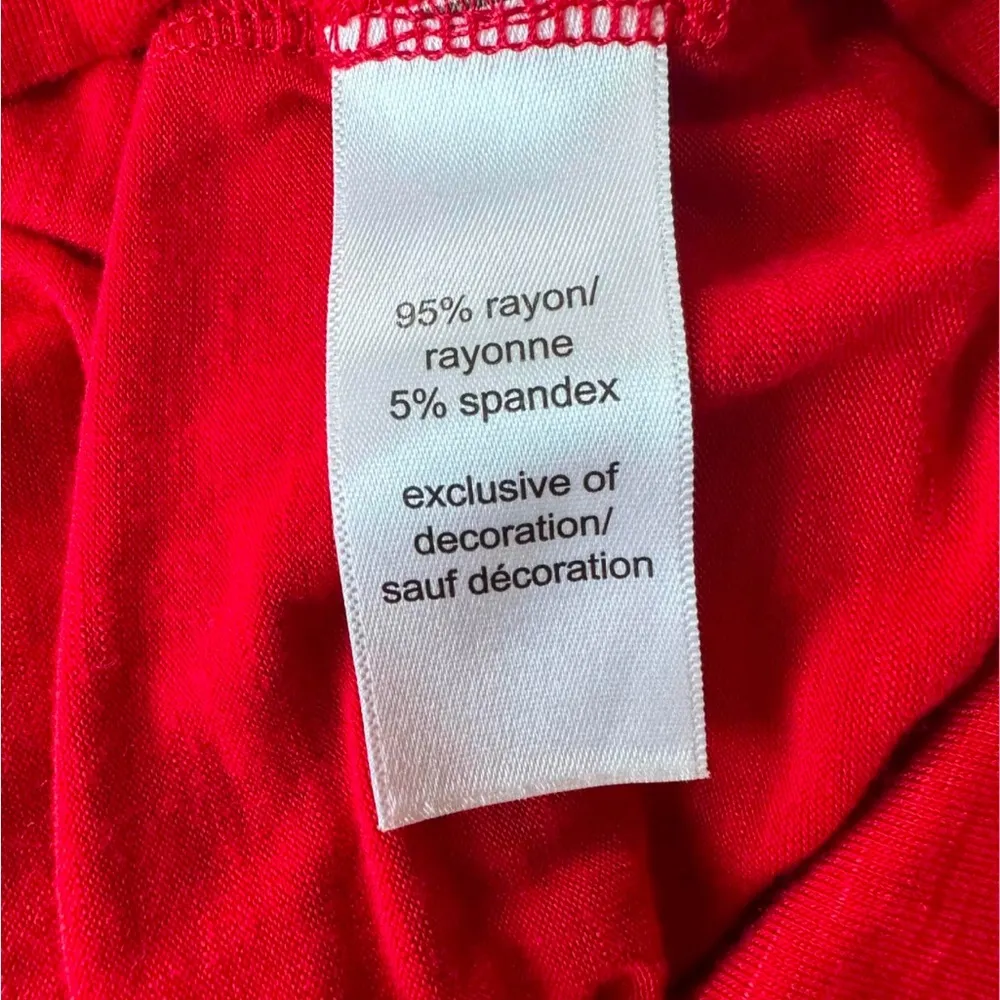 95% rayon/
rayonne
5% spandex
exclusive of
decoration/
sauf décoration